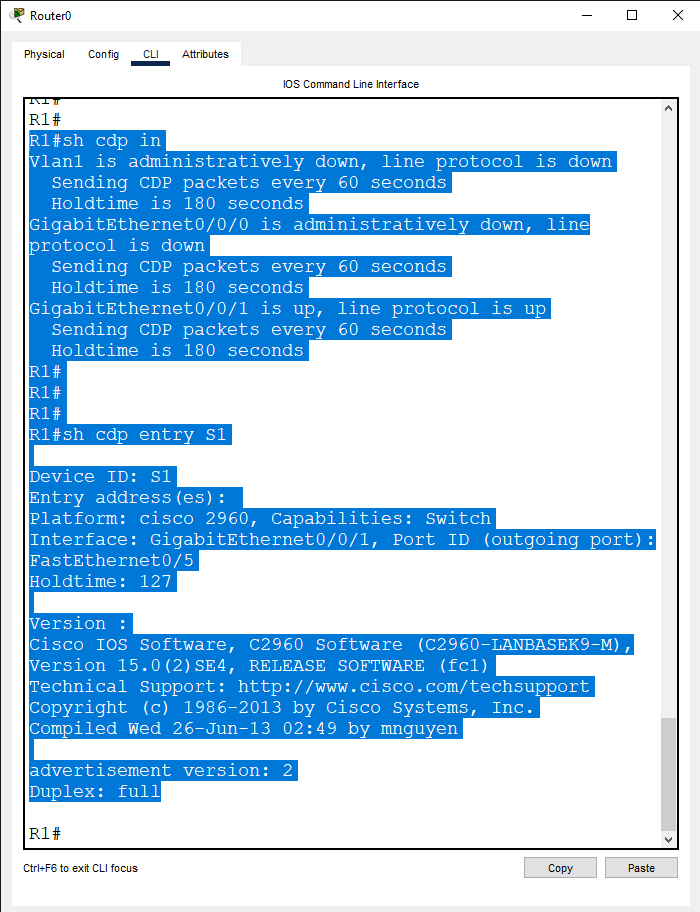 Router0
Physical Config CLI Attributes
IOS Command Line Interface
R1#
R1#
R1#sh cdp in
Vlan1 is administratively down, line protocol is down
Sending CDP packets every 60 seconds
Holdtime is 180 seconds
GigabitEthernet0/0/0 is administratively down, line
protocol is down
Sending CDP packets every 60 seconds
Holdtime is 180 seconds
GigabitEthernet0/0/1 is up, line protocol is up
Sending CDP packets every 60 seconds
Holdtime is 180 seconds
R1#
R1#
R1#
R1#sh cdp entry S1
Device ID: S1
Entry address(es):
Platform: cisco 2960, Capabilities: Switch
Interface: GigabitEthernet0/0/1, Port ID (outgoing port):
FastEthernet0/5
Holdtime: 127
Version :
Cisco IOS Software, C2960 Software (C2960-LANBASEK9-M),
Version 15.0(2)SE4, RELEASE SOFTWARE (fc1)
Technical Support: http://www.cisco.com/techsupport
Copyright (c) 1986-2013 by Cisco Systems, Inc.
Compiled Wed 26-Jun-13 02:49 by mnguyen
advertisement version: 2
Duplex: full
R1#
Ctrl+F6 to exit CLI focus
Copy Paste